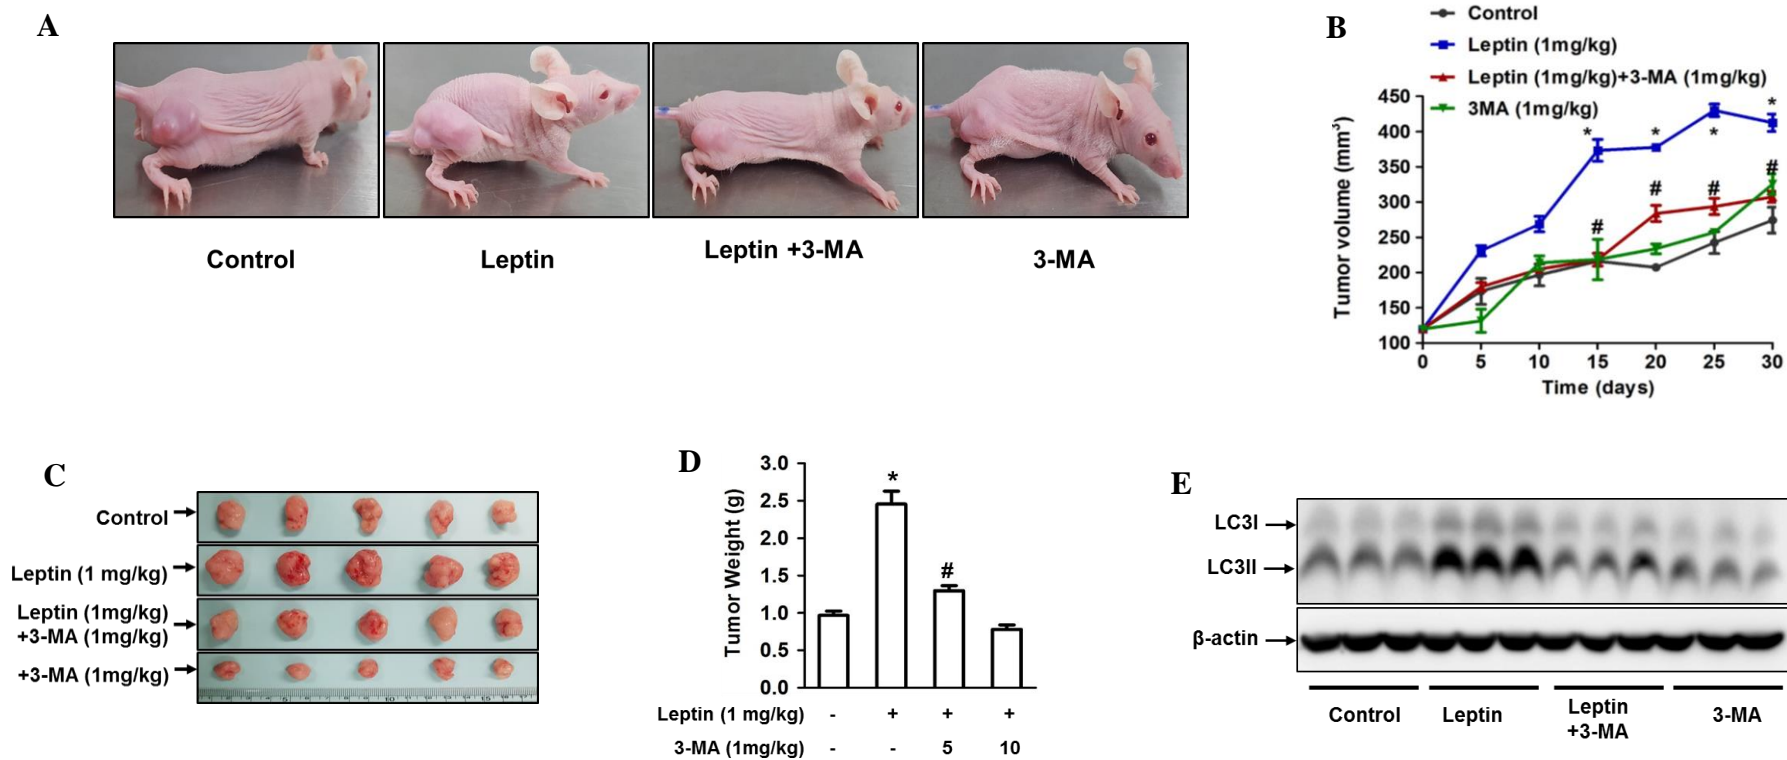 A
Control
Leptin
Leptin +3-MA
3-MA
B
Control
Leptin (1mg/kg)
Leptin (1mg/kg)+3-MA (1mg/kg)
3MA (1mg/kg)
Tumor volume (mm³)
450
400
350
300
250
200
150
100
* * * *
# # # #
0 5 10 15 20 25 30
Time (days)
C
Control
Leptin (1 mg/kg)
Leptin (1mg/kg)
+3-MA (1mg/kg)
+3-MA (1mg/kg)
D
Tumor Weight (g)
3.0
2.5
2.0
1.5
1.0
0.5
0.0
*
#
Leptin (1 mg/kg) - + + +
3-MA (1mg/kg) - - 5 10
E
LC3I
LC3II
β-actin
Control
Leptin
Leptin
+3-MA
3-MA